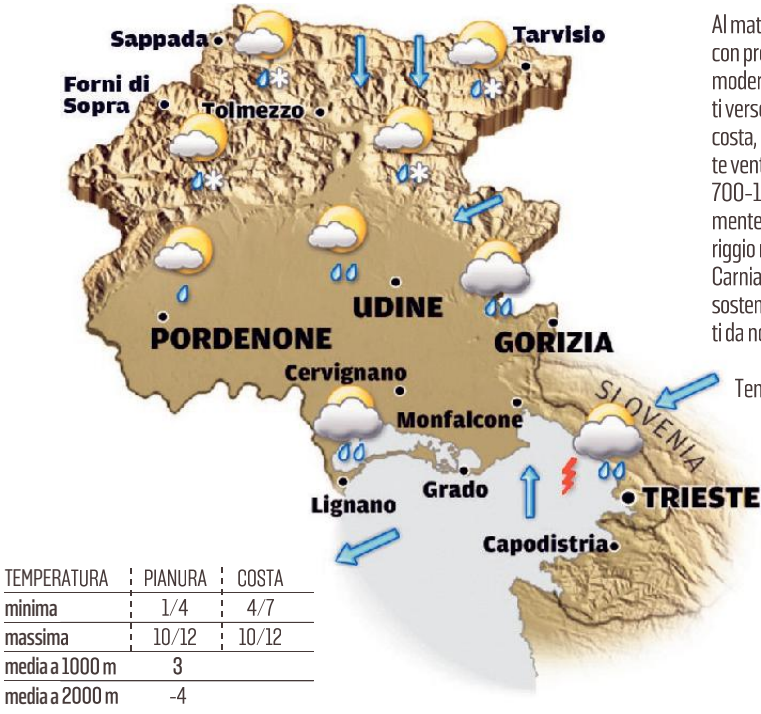 Sappada
Tarvisio
Forni di
Sopra
Tolmezzo
UDINE
PORDENONE
GORIZIA
Cervignano
Monfalcone
SLOVENIA
Lignano
Grado
TRIESTE
Capodistria
Al mat
con pr
moder
ti vers
costa,
te vent
700-1
mente
riggio
Carnia
sosten
ti da n
Ten
TEMPERATURA PIANURA COSTA
minima 1/4 4/7
massima 10/12 10/12
media a 1000 m 3
media a 2000 m -4